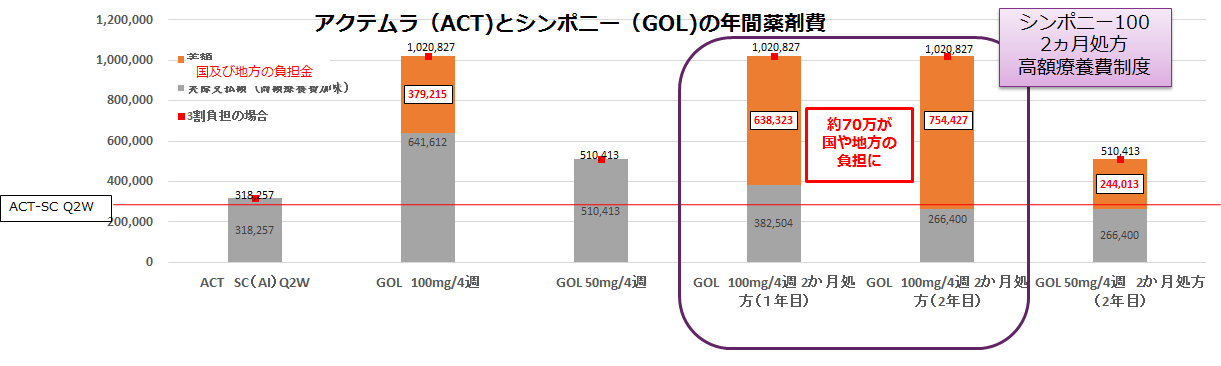 アクテムラ（ACT)とシンポニー（GOL)の年間薬剤費
シンポニー100
2ヵ月処方
高額療養費制度
1,200,000
1,000,000
800,000
600,000
400,000
200,000
0
国及び地方の負担金
3割負担の場合
ACT-SC Q2W
318,257
318,257
1,020,827
379,215
641,612
510,413
510,413
1,020,827
638,323
382,504
約70万が
国や地方の
負担に
1,020,827
754,427
266,400
510,413
244,013
266,400
ACT SC（AI）Q2W
GOL 100mg/4週
GOL 50mg/4週
GOL 100mg/4週 2か月処
方（1年目）
GOL 100mg/4週 2か月処
方（2年目）
GOL 50mg/4週 2か月処方
（2年目）